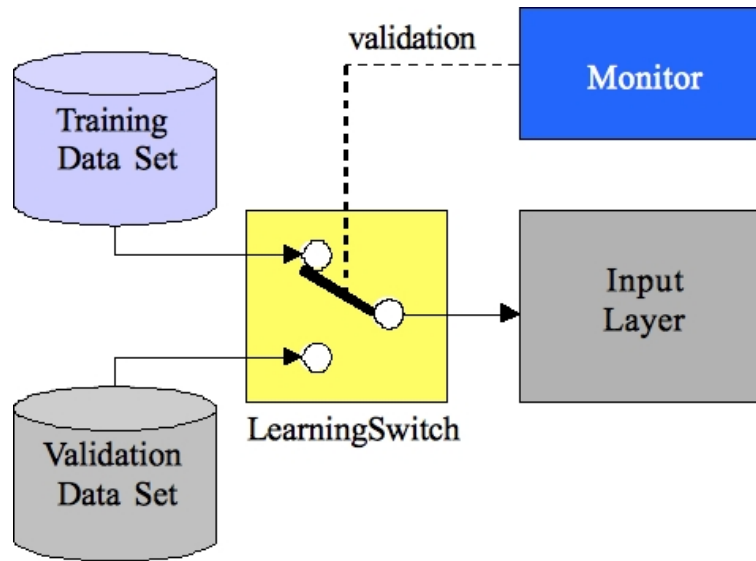 validation
Monitor
Training
Data Set
Input
Layer
LearningSwitch
Validation
Data Set